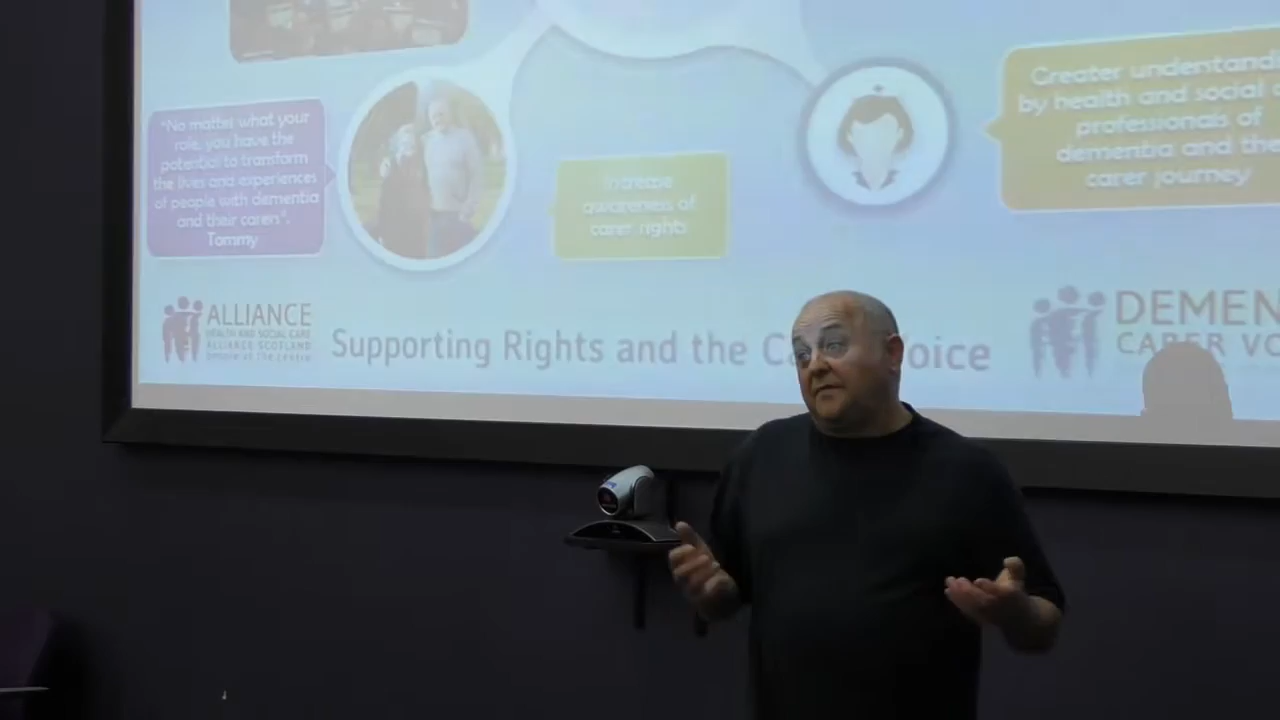 "No matter what your
role, you have the
potential to transform
the lives and experiences
of people with dementia
and their carers".
Tommy
Increase
awareness of
carer rights
Greater understandi
by health and social c
professionals of
dementia and the
carer journey
ALLIANCE
HEALTH AND SOCIAL CARE
ALLIANCE SCOTLAND
people at the centre
Supporting Rights and the Ca oice
DEMEN
CARER VO